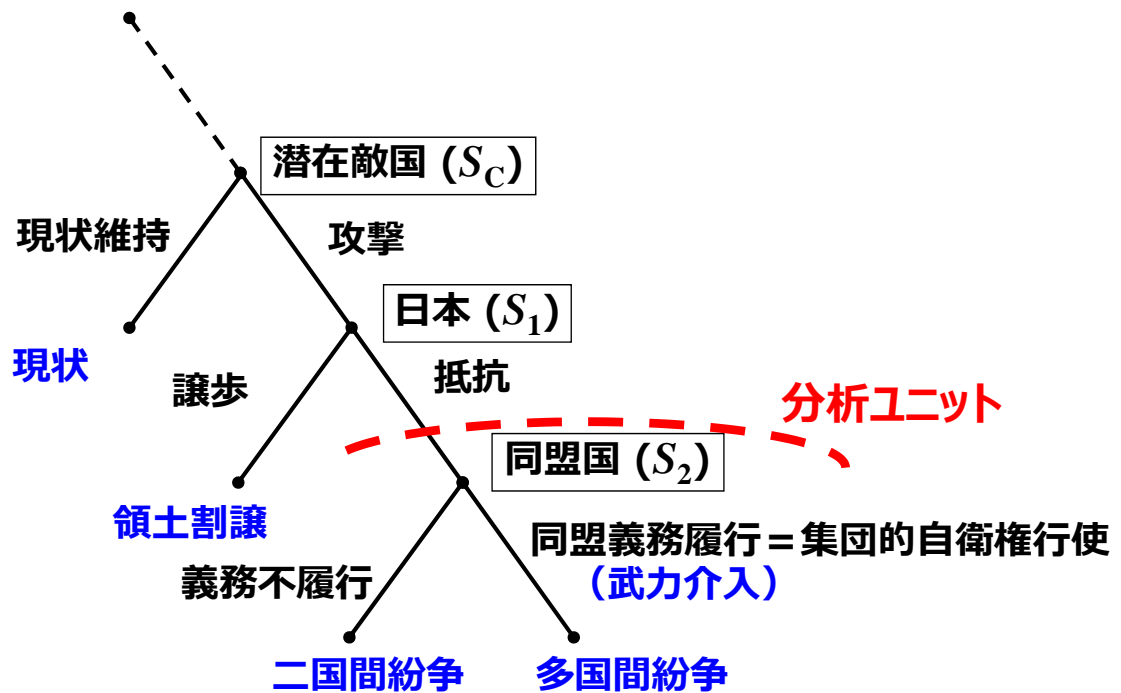 潜在敵国 (SC)
現状維持
攻撃
日本 (S1)
現状
譲歩
抵抗
分析ユニット
同盟国 (S2)
領土割譲
同盟義務履行=集団的自衛権行使
義務不履行
(武力介入)
二国間紛争
多国間紛争